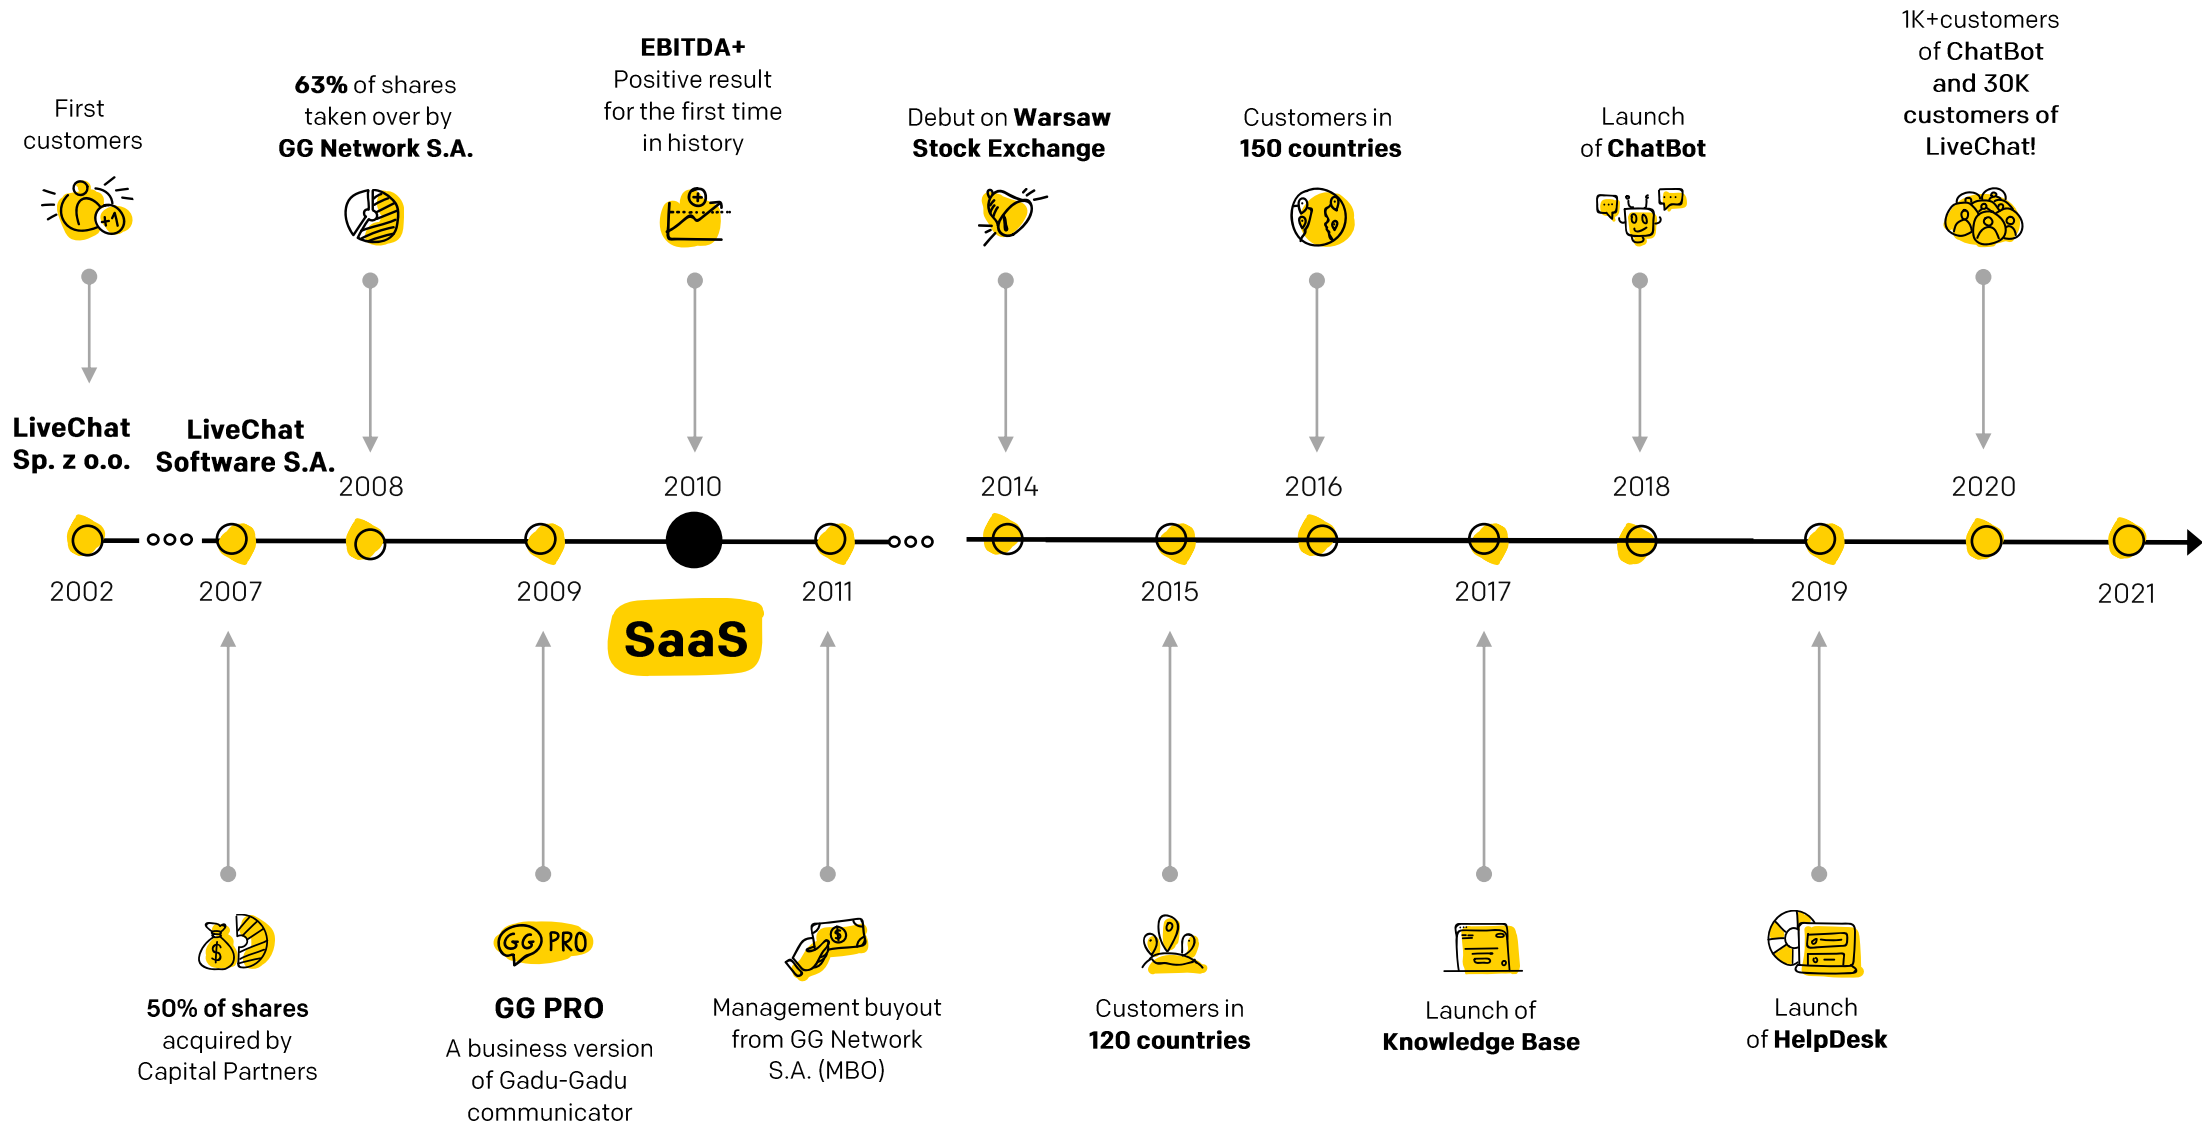 First
customers
+1
LiveChat
Sp. z o.o.
2002
LiveChat
Software S.A.
2007
$
50% of shares
acquired by
Capital Partners
63% of shares
taken over by
GG Network S.A.
2008
2009
GG PRO
GG PRO
A business version
of Gadu-Gadu
communicator
EBITDA+
Positive result
for the first time
in history
+
2010
SaaS
2011
$
Management buyout
from GG Network
S.A. (MBO)
Debut on Warsaw
Stock Exchange
2014
2015
Customers in
120 countries
Customers in
150 countries
2016
2017
Launch of
Knowledge Base
Launch
of ChatBot
2018
2019
Launch
of HelpDesk
1K+customers
of ChatBot
and 30K
customers of
LiveChat!
2020
2021